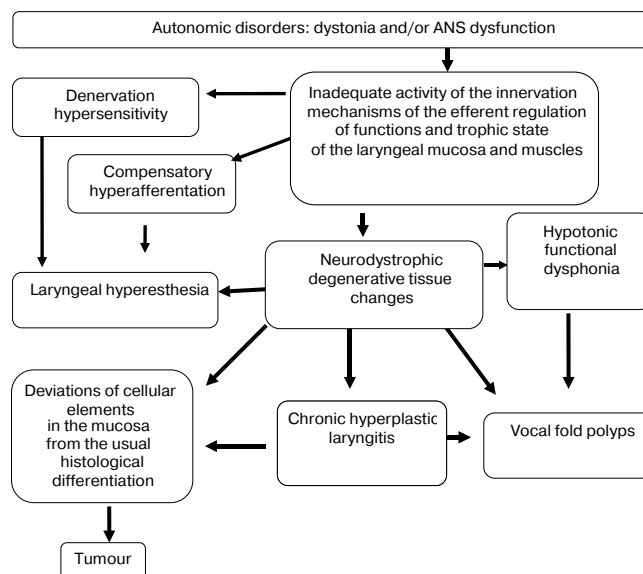 Autonomic disorders: dystonia and/or ANS dysfunction
Denervation
hypersensitivity
Inadequate activity of the innervation
mechanisms of the efferent regulation
of functions and trophic state
of the laryngeal mucosa and muscles
Compensatory
hyperafferentation
Hypotonic
functional
dysphonia
Neurodystrophic
degenerative tissue
changes
Laryngeal hyperesthesia
Deviations of cellular
elements
in the mucosa
from the usual
histological
differentiation
Chronic hyperplastic
laryngitis
Vocal fold polyps
Tumour